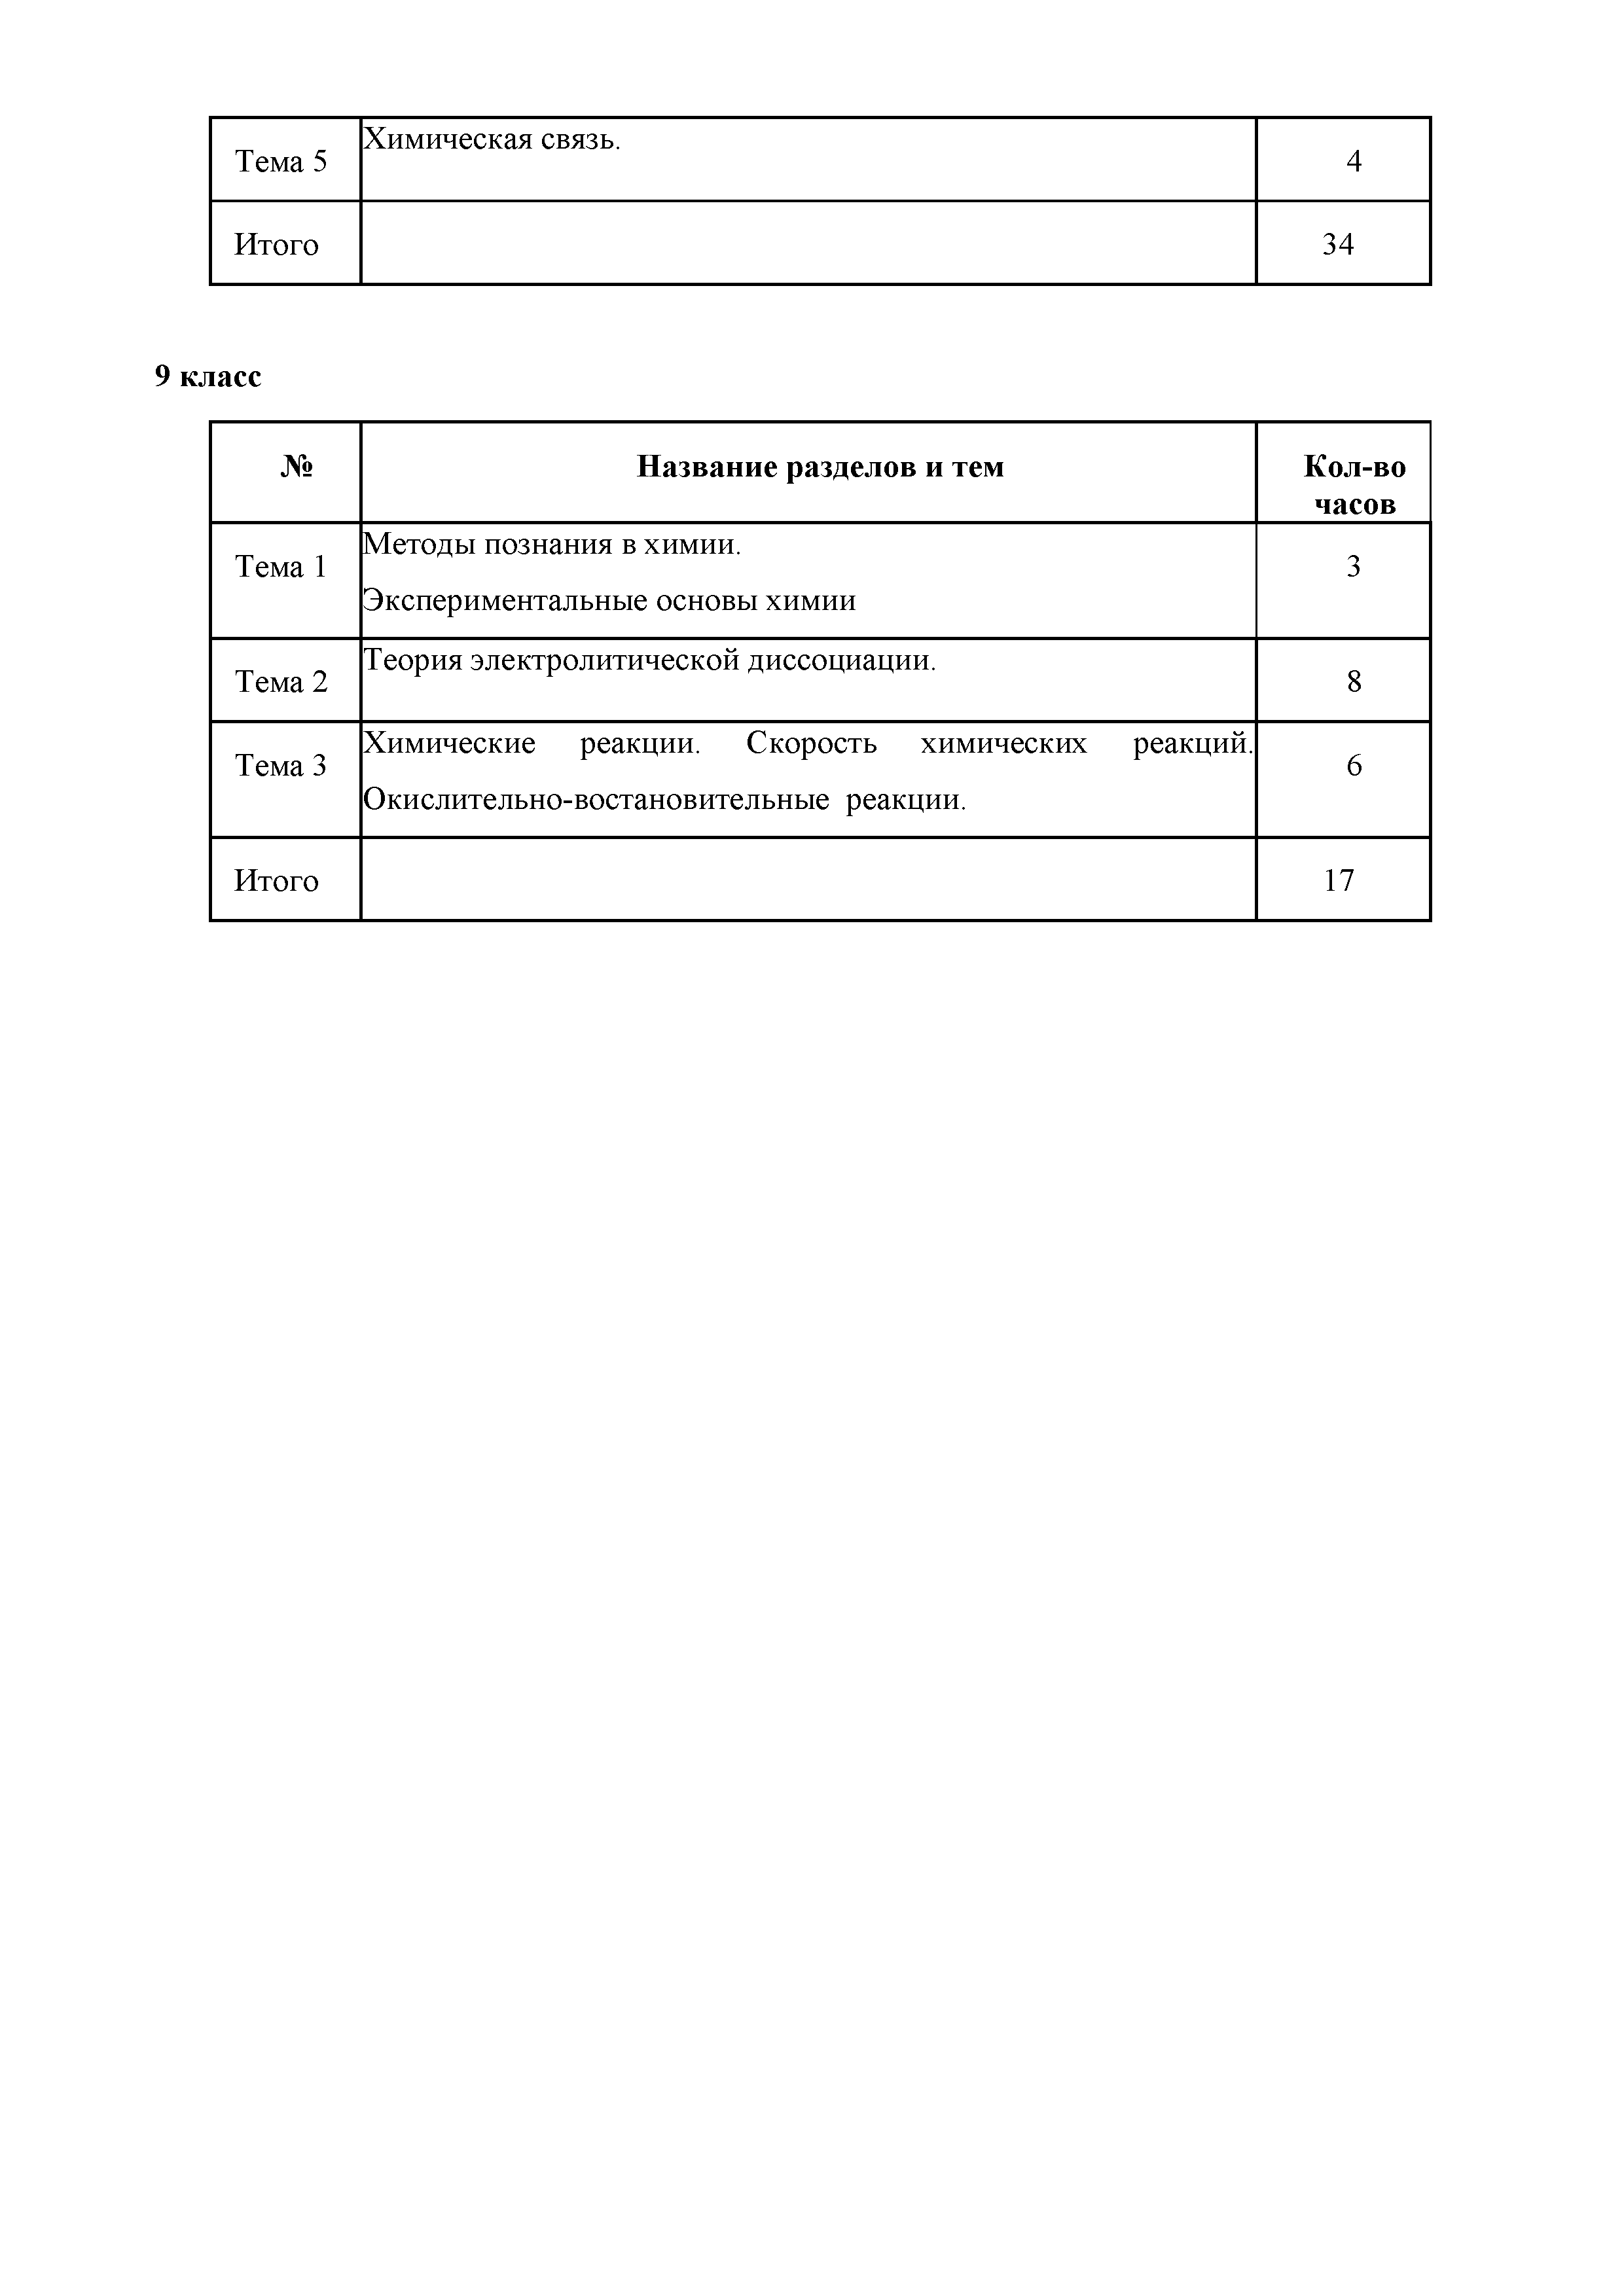 Тема 5 Химическая связь. 4
Итого 34
9 класс
№ Название разделов и тем Кол-во
часов
Тема 1 Методы познания в химии. 3
Экспериментальные основы химии
Тема 2 Теория электролитической диссоциации. 8
Тема 3 Химические реакции. Скорость химических реакций. 6
Окислительно-востановительные реакции.
Итого 17